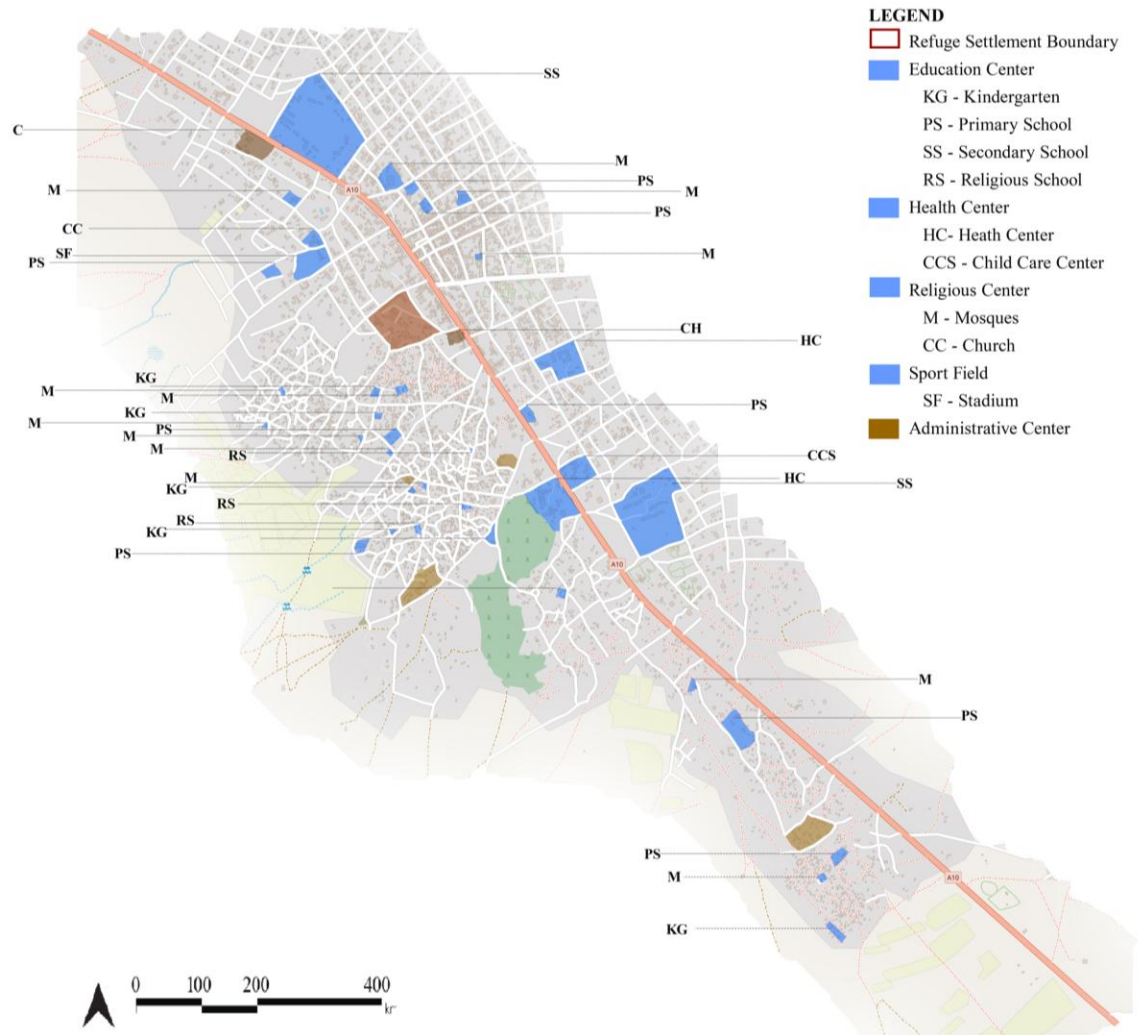 LEGEND
Refuge Settlement Boundary
Education Center
KG - Kindergarten
PS - Primary School
SS - Secondary School
RS - Religious School
Health Center
HC- Heath Center
CCS - Child Care Center
Religious Center
M - Mosques
CC - Church
Sport Field
SF - Stadium
Administrative Center
SS
C
M
PS
M
A10
M
PS
CC
SF
M
PS
CH
HC
KG
M
M
PS
KG
M
PS
M
M
RS
CCS
M
HC
KG
SS
RS
RS
KG
PS
A10
M
PS
PS
M
A10
KG
0 100 200 400